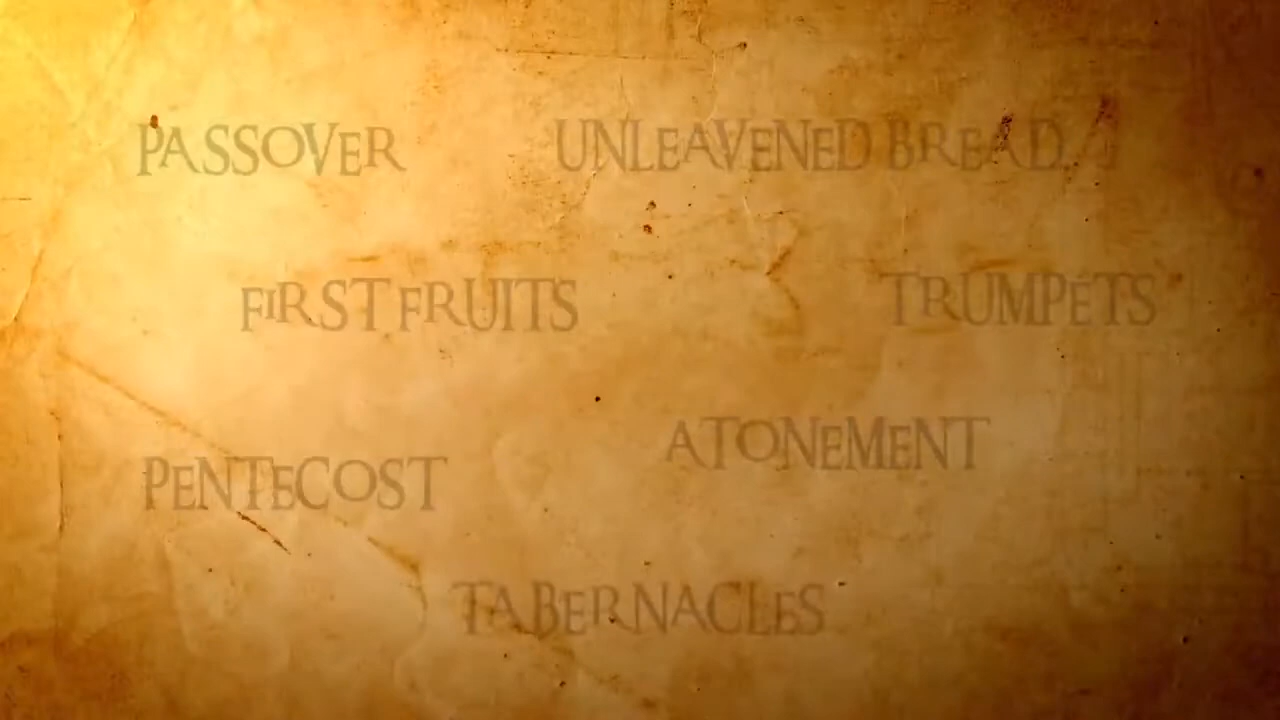 PASSOVER
UNLEAVENED BREAD
FIRST FRUITS
TRUMPETS
ATONEMENT
PENTECOST
TABERNACLES